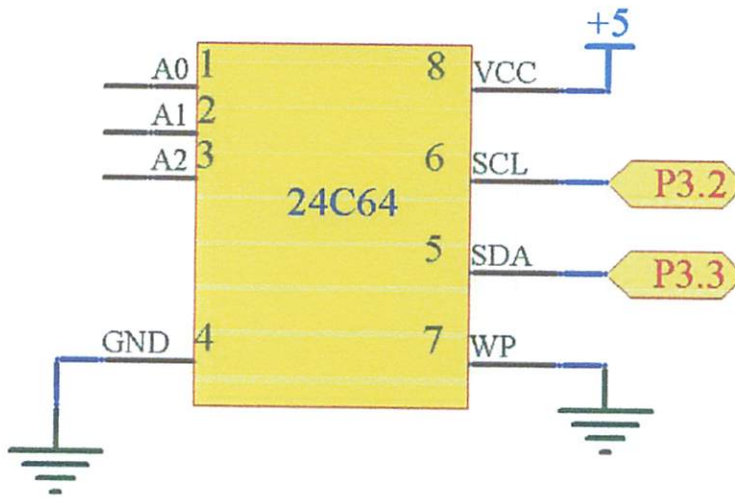 +5
A0 1 8 VCC
A1 2
A2 3 6 SCL P3.2
24C64
5 SDA P3.3
GND 4 7 WP